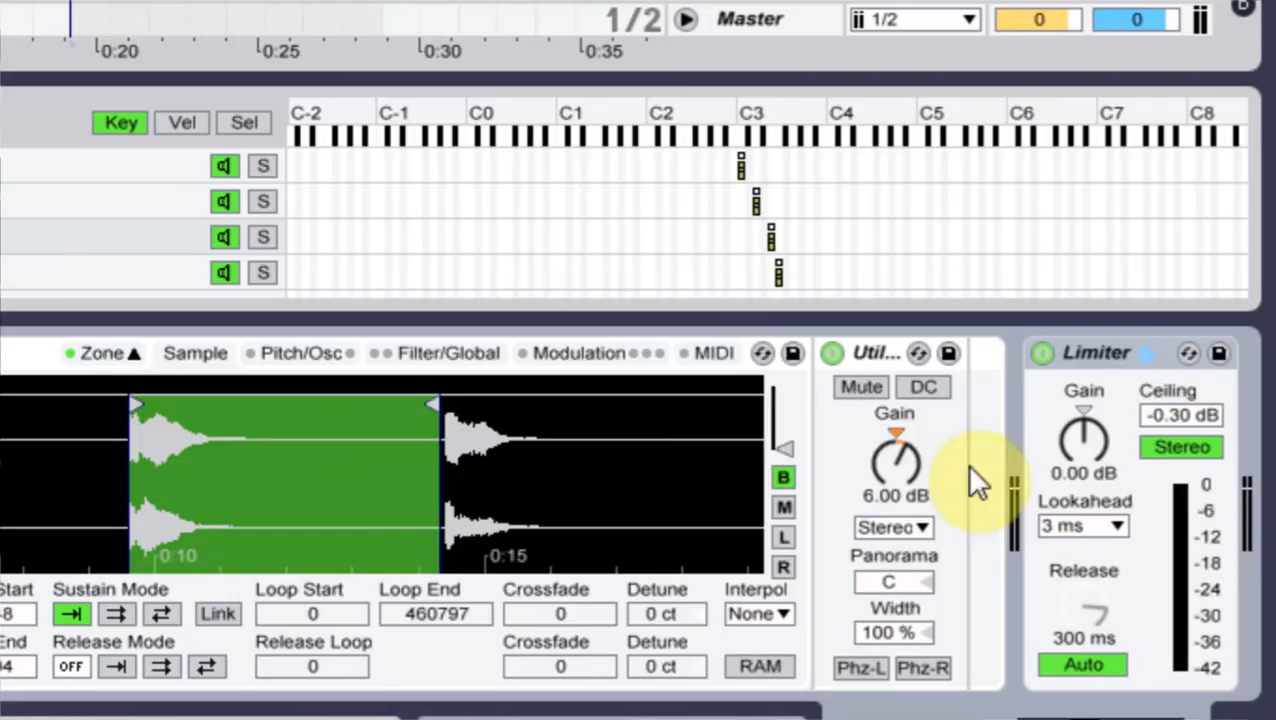 1/2 Master 1/2 0 0
0:20 0:25 0:30 0:35
Key Vel Sel C-2 C-1 C0 C1 C2 C3 C4 C5 C6 C7 C8
S
S
S
S
Zone Sample Pitch/Osc Filter/Global Modulation MIDI Util... Limiter
Mute DC
Gain
6.00 dB
Stereo
Panorama
C
Width
100 %
Phz-L Phz-R
Gain Ceiling
-0.30 dB
Stereo
0.00 dB
Lookahead
3 ms
Release
300 ms
Auto
0
-6
-12
-18
-24
-30
-36
-42
B
M
L
R
0:10 0:15
Start Sustain Mode Loop Start Loop End Crossfade Detune Interpol
-8 Link 0 460797 0 0 ct None
End Release Mode Release Loop Crossfade Detune
04 OFF 0 0 0 ct RAM